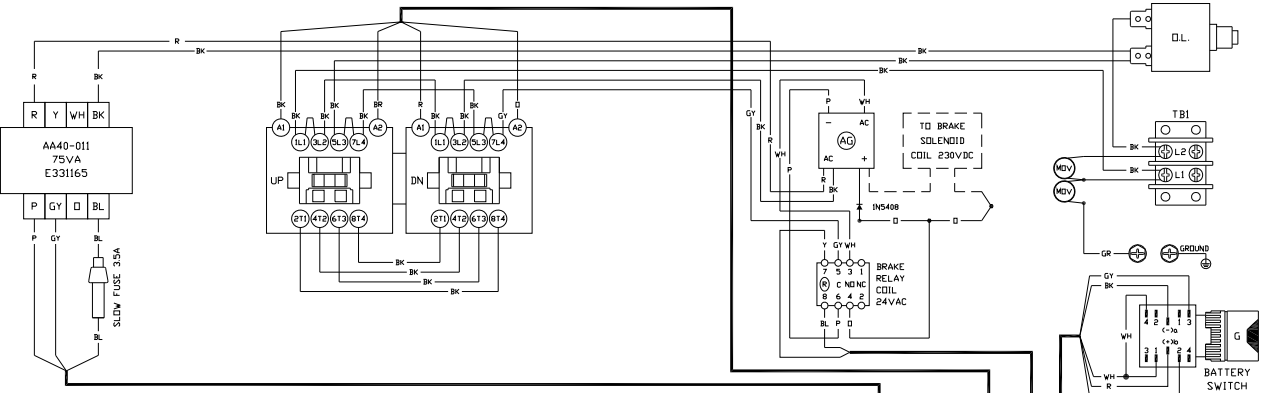 R
BK
BK
BK
BK
O.L.
R
BK
BK
BK
BK
BK
BR
R
BK
BK
BK
GY
O
R Y WH BK
AA40-011
75VA
E331165
P GY O BL
A1 A2 A1 A2
1L1 3L2 5L3 7L4 1L1 3L2 5L3 7L4
UP DN
2T1 4T2 6T3 8T4 2T1 4T2 6T3 8T4
BK
BK
BK
BK
P
GY
BL
SLOW FUSE 3.5A
BL
GY
BK
R
WH
P
P
WH
- AC
AG
AC +
R
BK
TO BRAKE
SOLENOID
COIL 230VDC
1N5408
O O
Y GY WH
7 5 3 1
R C NO NC
8 6 4 2
BRAKE
RELAY
COIL
24VAC
BL P O
TB1
BK
L2
BK
L1
MOV
MOV
GR
GROUND
GY
BK
WH
4 2 1 3
(-)a
(+)b
3 1 2 4
WH
R
G
BATTERY
SWITCH